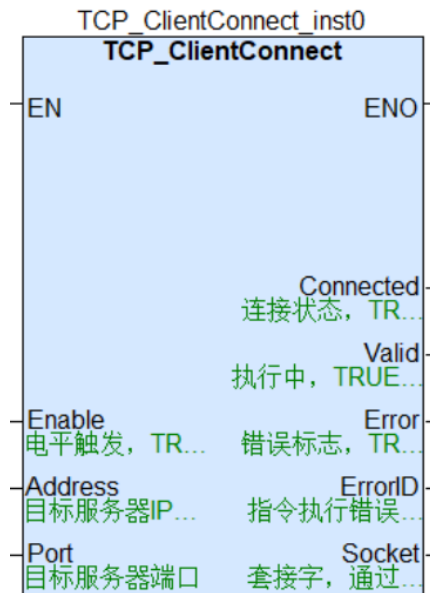 TCP_ClientConnect_inst0
TCP_ClientConnect
EN ENO
Connected
连接状态，TR...
Valid
执行中，TRUE...
Enable Error
电平触发，TR... 错误标志，TR...
Address ErrorID
目标服务器IP... 指令执行错误...
Port Socket
目标服务器端口 套接字，通过...